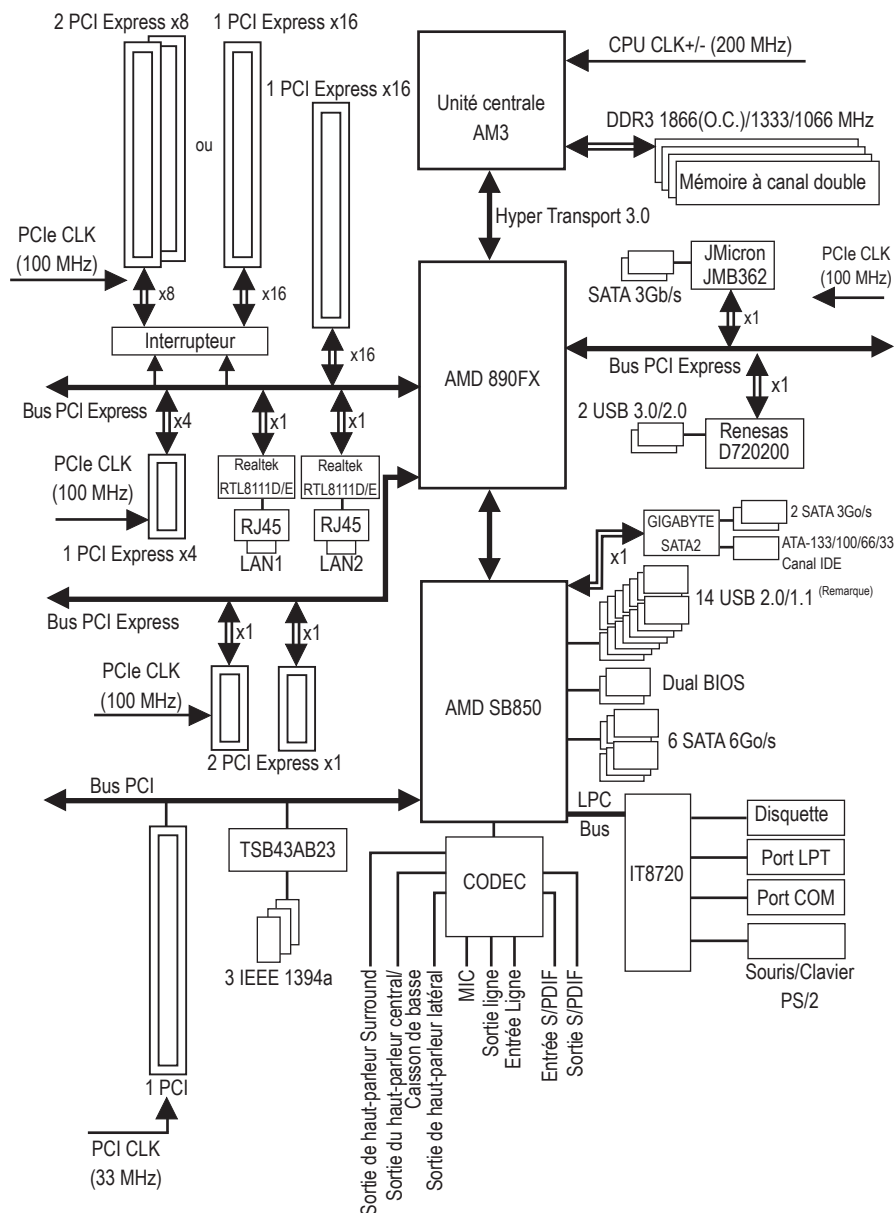 2 PCI Express x8
1 PCI Express x16
ou
1 PCI Express x16
Unité centrale
AM3
CPU CLK+/- (200 MHz)
DDR3 1866(O.C.)/1333/1066 MHz
Mémoire à canal double
Hyper Transport 3.0
PCIe CLK
(100 MHz)
x8
x16
Interrupteur
x16
Bus PCI Express
AMD 890FX
JMicron
JMB362
SATA 3Gb/s
PCIe CLK
(100 MHz)
x1
Bus PCI Express
x1
2 USB 3.0/2.0
Renesas
D720200
x4
x1
x1
PCIe CLK
(100 MHz)
1 PCI Express x4
Realtek
RTL8111D/E
Realtek
RTL8111D/E
RJ45
RJ45
LAN1
LAN2
Bus PCI Express
x1
x1
PCIe CLK
(100 MHz)
2 PCI Express x1
x1
GIGABYTE
SATA2
2 SATA 3Go/s
ATA-133/100/66/33
Canal IDE
14 USB 2.0/1.1 (Remarque)
AMD SB850
Dual BIOS
6 SATA 6Go/s
Bus PCI
LPC
Bus
TSB43AB23
3 IEEE 1394a
CODEC
IT8720
Disquette
Port LPT
Port COM
Souris/Clavier
PS/2
Sortie de haut-parleur Surround
Sortie du haut-parleur central/
Caisson de basse
Sortie de haut-parleur latéral
MIC
Sortie ligne
Entrée Ligne
Entrée S/PDIF
Sortie S/PDIF
1 PCI
PCI CLK
(33 MHz)